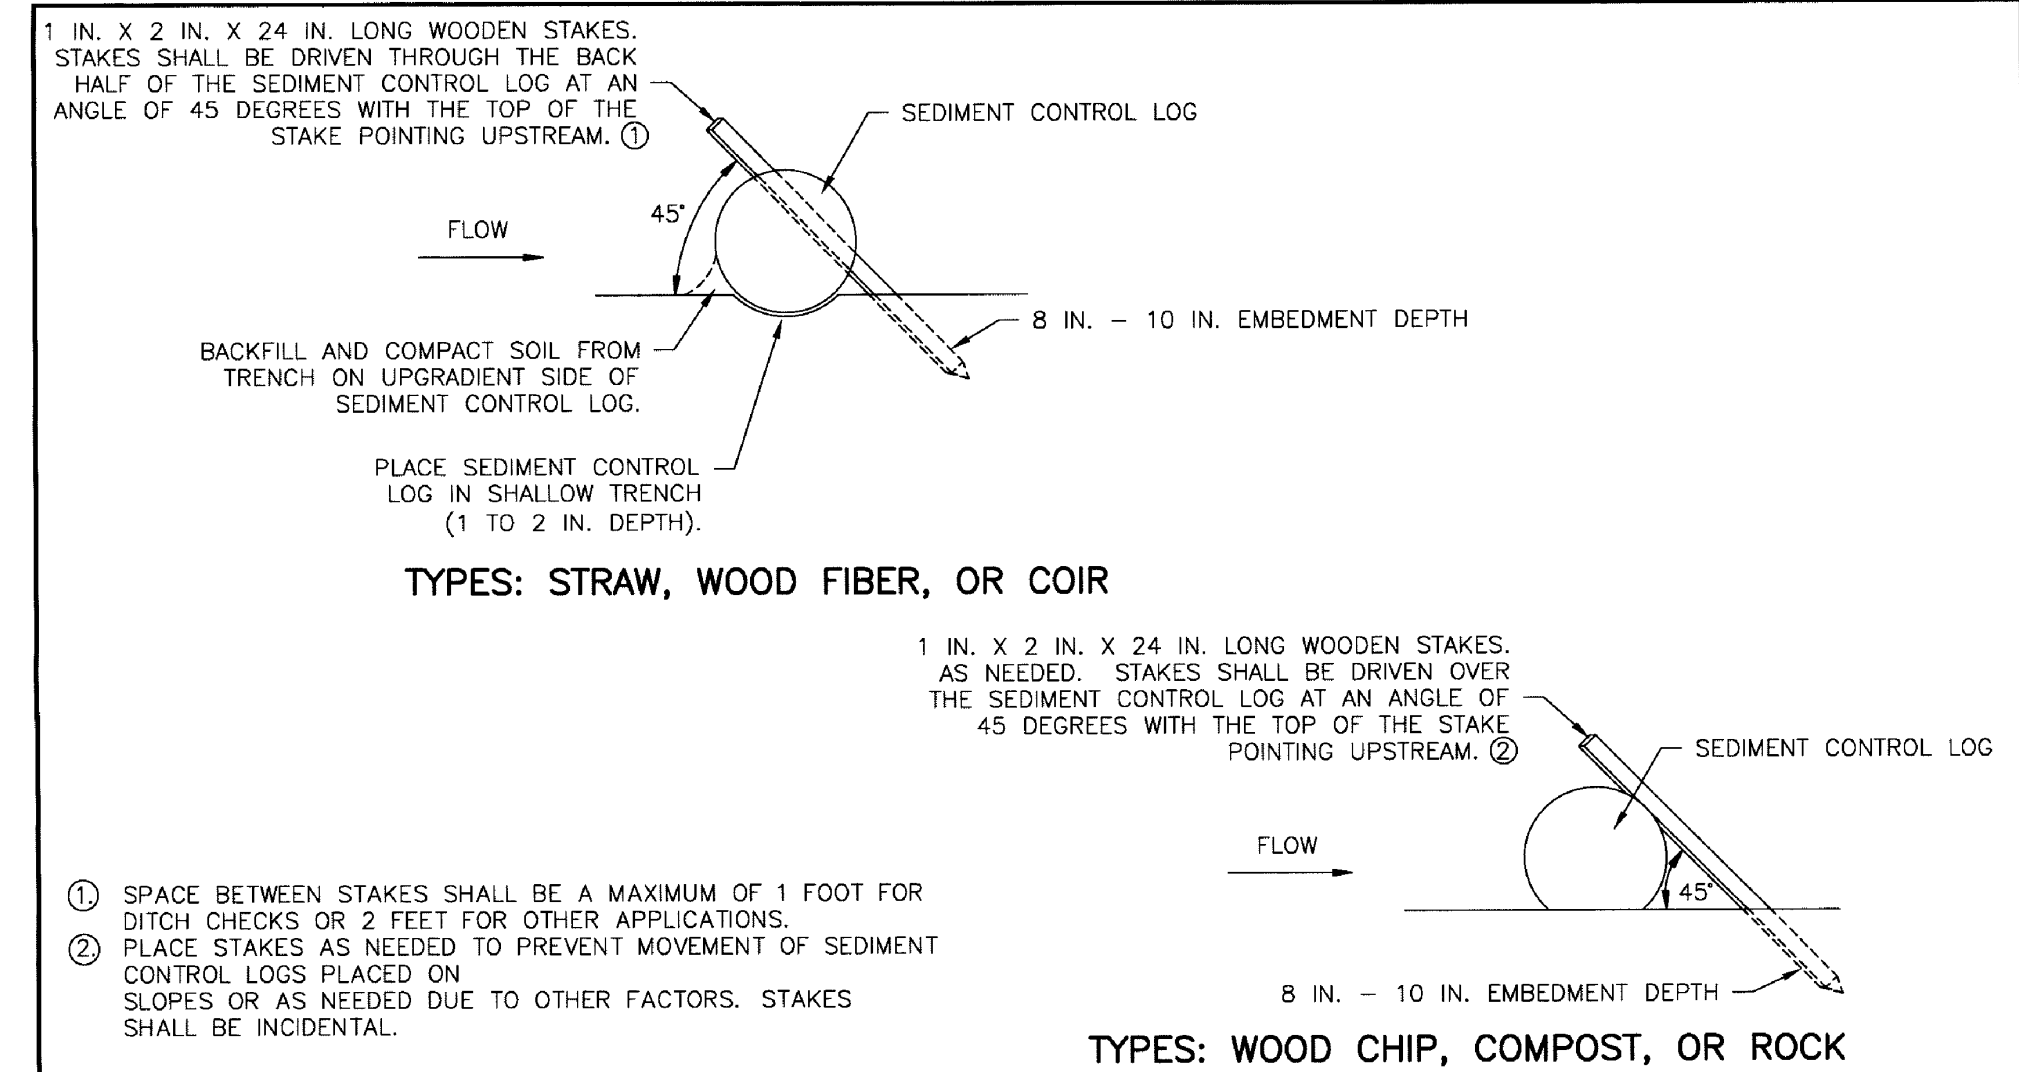 1 IN. X 2 IN. X 24 IN. LONG WOODEN STAKES.
STAKES SHALL BE DRIVEN THROUGH THE BACK
HALF OF THE SEDIMENT CONTROL LOG AT AN
ANGLE OF 45 DEGREES WITH THE TOP OF THE
STAKE POINTING UPSTREAM. ①
SEDIMENT CONTROL LOG
45°
FLOW
8 IN. – 10 IN. EMBEDMENT DEPTH
BACKFILL AND COMPACT SOIL FROM
TRENCH ON UPGRADIENT SIDE OF
SEDIMENT CONTROL LOG.
PLACE SEDIMENT CONTROL
LOG IN SHALLOW TRENCH
(1 TO 2 IN. DEPTH).
TYPES: STRAW, WOOD FIBER, OR COIR
1 IN. X 2 IN. X 24 IN. LONG WOODEN STAKES.
AS NEEDED. STAKES SHALL BE DRIVEN OVER
THE SEDIMENT CONTROL LOG AT AN ANGLE OF
45 DEGREES WITH THE TOP OF THE STAKE
POINTING UPSTREAM. ②
SEDIMENT CONTROL LOG
FLOW
45°
8 IN. – 10 IN. EMBEDMENT DEPTH
TYPES: WOOD CHIP, COMPOST, OR ROCK
①. SPACE BETWEEN STAKES SHALL BE A MAXIMUM OF 1 FOOT FOR
DITCH CHECKS OR 2 FEET FOR OTHER APPLICATIONS.
②. PLACE STAKES AS NEEDED TO PREVENT MOVEMENT OF SEDIMENT
CONTROL LOGS PLACED ON
SLOPES OR AS NEEDED DUE TO OTHER FACTORS. STAKES
SHALL BE INCIDENTAL.